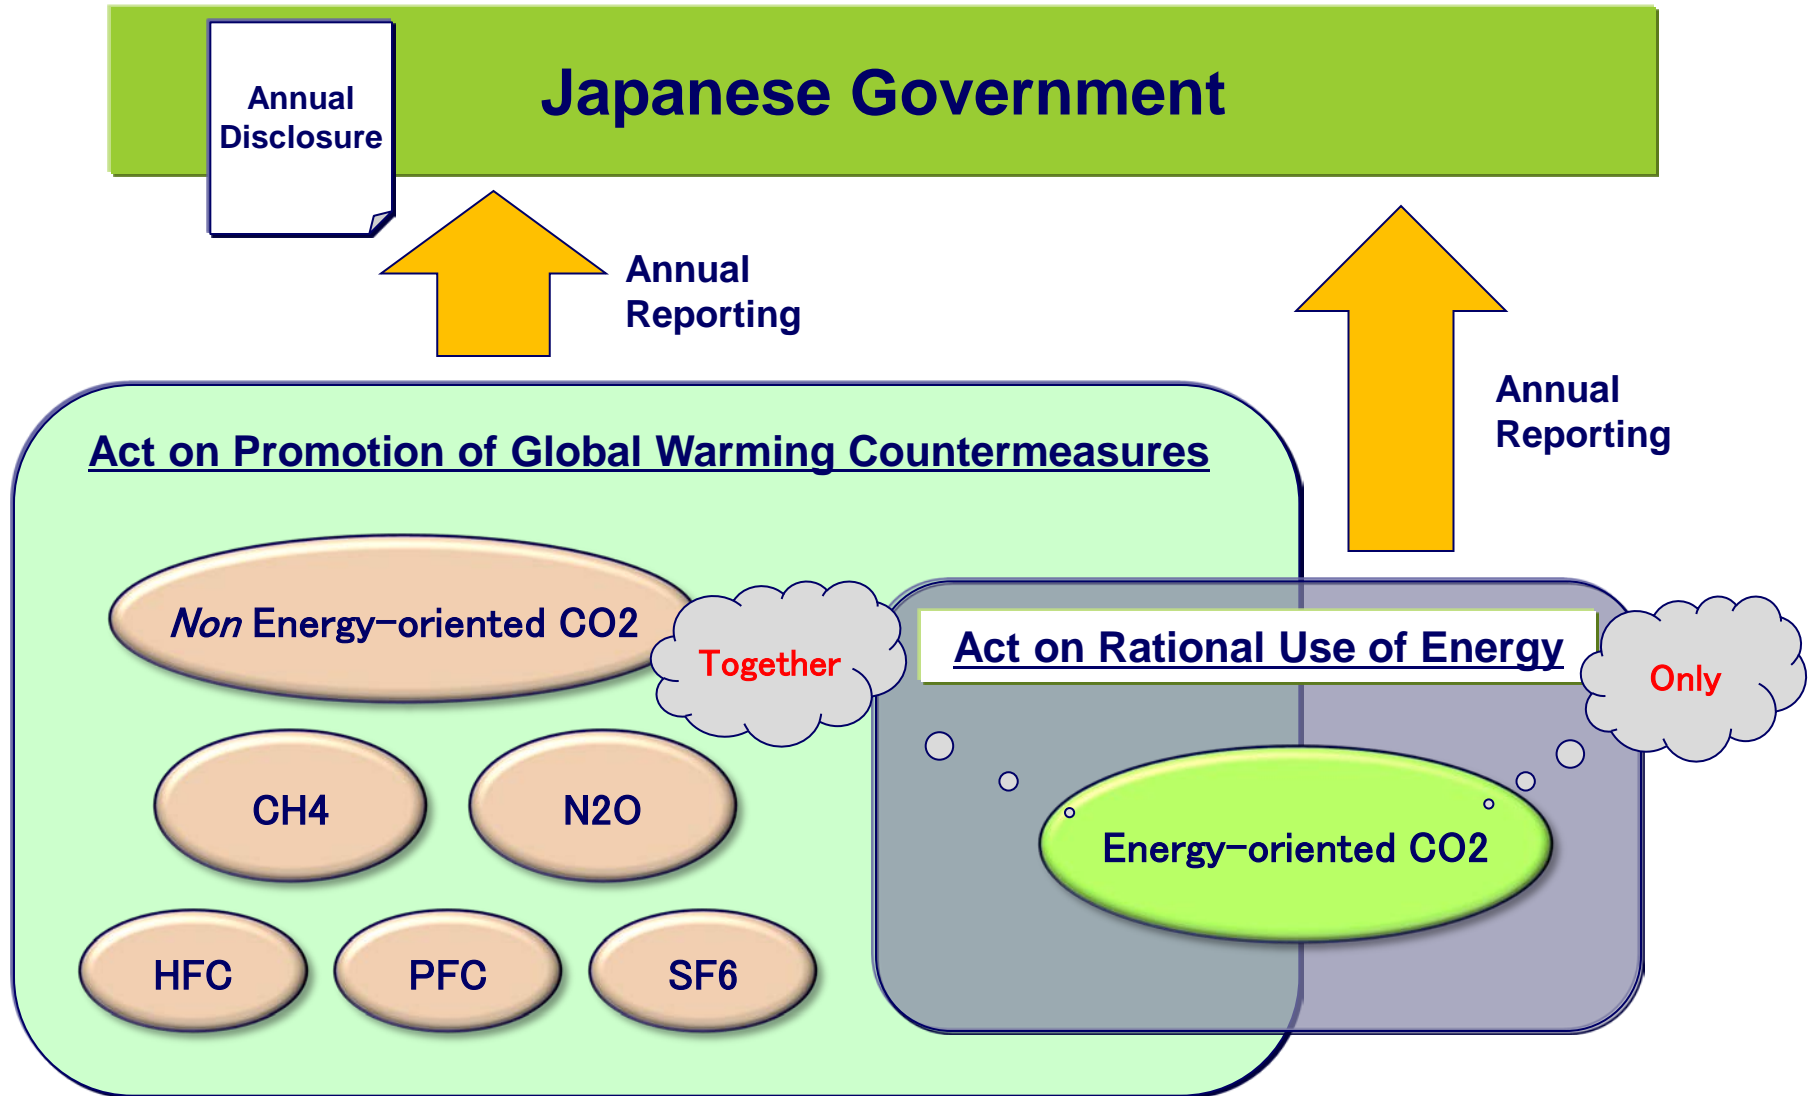 Annual
Disclosure
Japanese Government
Annual
Reporting
Annual
Reporting
Act on Promotion of Global Warming Countermeasures
Non Energy-oriented CO2
Together
Act on Rational Use of Energy
Only
CH4
N2O
Energy-oriented CO2
HFC
PFC
SF6